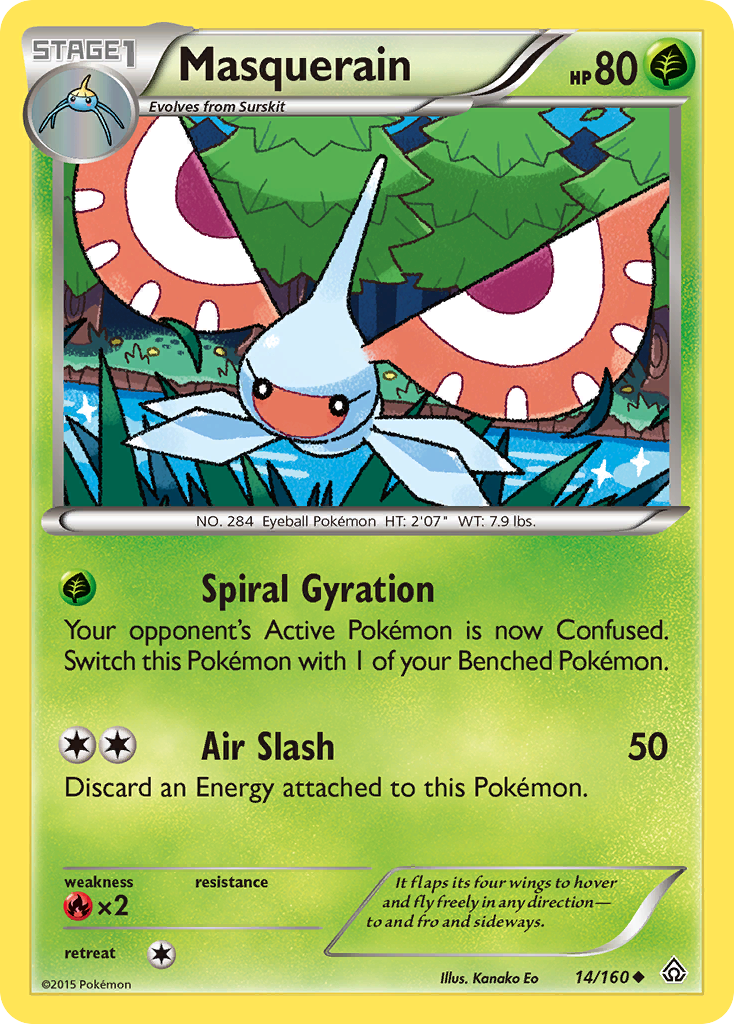 STAGE1
Masquerain
HP 80
Evolves from Surskit
NO. 284 Eyeball Pokémon HT: 2'07" WT: 7.9 lbs.
Spiral Gyration
Your opponent's Active Pokémon is now Confused.
Switch this Pokémon with 1 of your Benched Pokémon.
Air Slash 50
Discard an Energy attached to this Pokémon.
weakness resistance
×2
It flaps its four wings to hover
and fly freely in any direction—
to and fro and sideways.
retreat
©2015 Pokémon
Illus. Kanako Eo 14/160